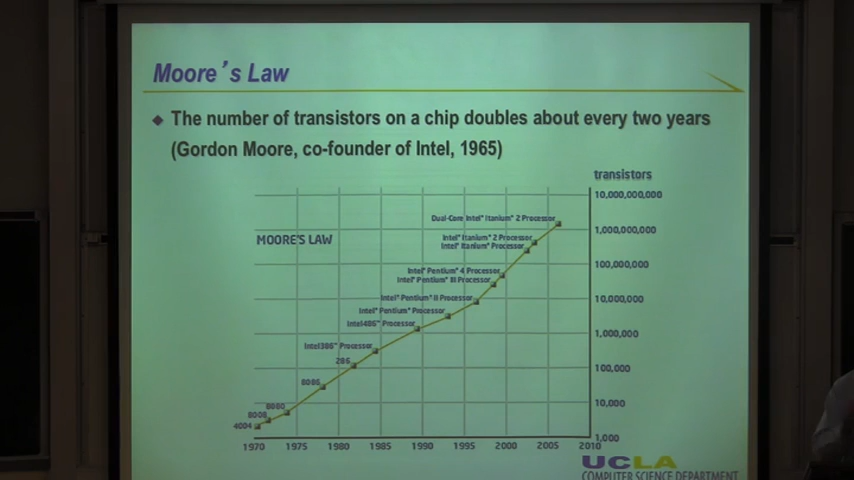 Moore's Law
The number of transistors on a chip doubles about every two years
(Gordon Moore, co-founder of Intel, 1965)
transistors
10,000,000,000
Dual-Core Intel® Itanium® 2 Processor
1,000,000,000
MOORE'S LAW
Intel® Itanium® 2 Processor
Intel® Itanium® Processor
100,000,000
Intel® Pentium® 4 Processor
Intel® Pentium® III Processor
10,000,000
Intel® Pentium® II Processor
Intel® Pentium® Processor
Intel486™ Processor
1,000,000
Intel386™ Processor
286
100,000
8086
10,000
8080
8008
4004
1,000
1970 1975 1980 1985 1990 1995 2000 2005 2010
UCLA
COMPUTER SCIENCE DEPARTMENT